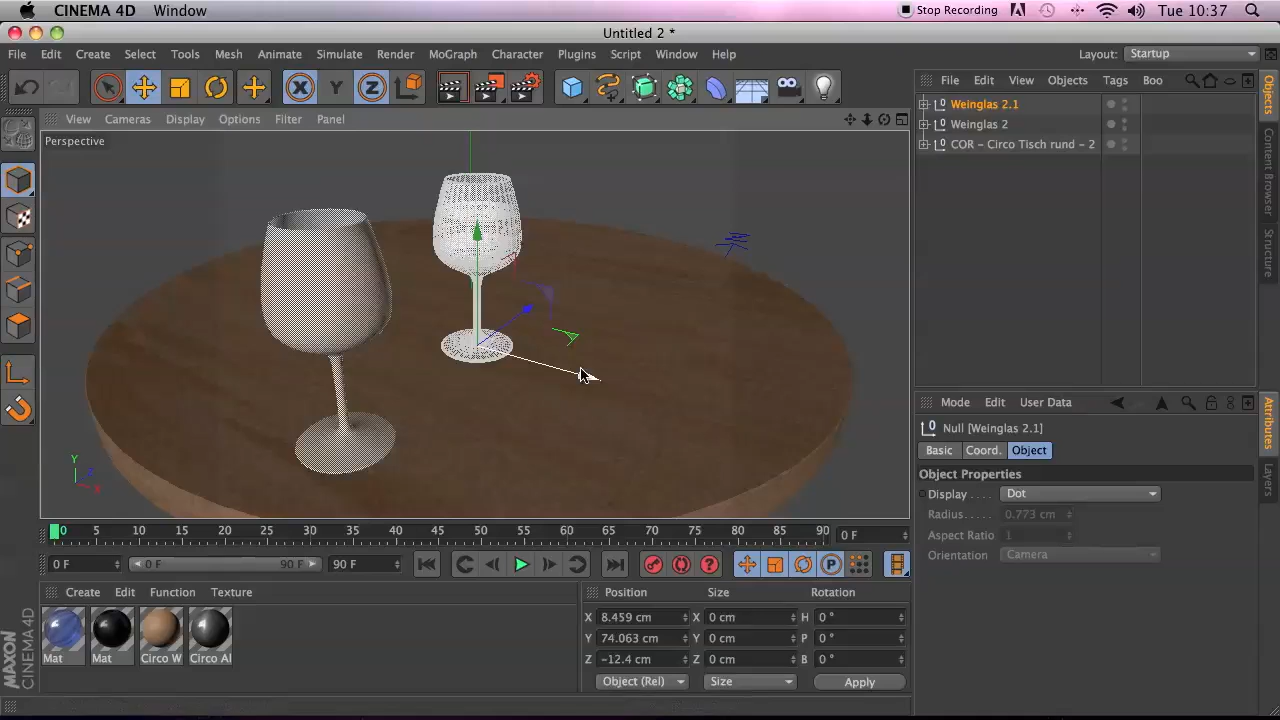 CINEMA 4D Window Stop Recording Tue 10:37
Untitled 2 *
File Edit Create Select Tools Mesh Animate Simulate Render MoGraph Character Plugins Script Window Help Layout: Startup
X Y Z
File Edit View Objects Tags Boo
View Cameras Display Options Filter Panel
Weinglas 2.1
Weinglas 2
COR - Circo Tisch rund - 2
Perspective
Objects
Content Browser
Structure
Mode Edit User Data
Null [Weinglas 2.1]
Basic Coord. Object
Object Properties
Display . . . . Dot
Radius . . . . . 0.773 cm
Aspect Ratio 1
Orientation Camera
Attributes
Layers
Y Z X
0 5 10 15 20 25 30 35 40 45 50 55 60 65 70 75 80 85 90 0 F
0 F 0 F 90 F 90 F
Create Edit Function Texture
Mat Mat Circo W Circo Al
Position Size Rotation
X 8.459 cm X 0 cm H 0 °
Y 74.063 cm Y 0 cm P 0 °
Z -12.4 cm Z 0 cm B 0 °
Object (Rel) Size Apply
MAXON
CINEMA 4D